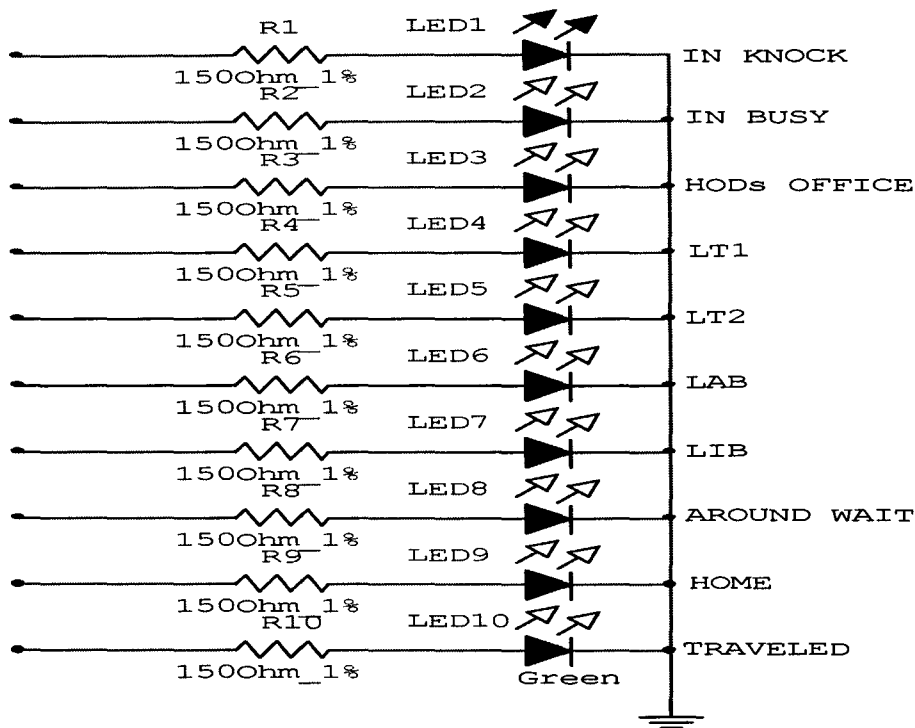 R1 LED1
IN KNOCK
150Ohm_1%
R2 LED2
IN BUSY
150Ohm_1%
R3 LED3
HODs OFFICE
150Ohm_1%
R4 LED4
LT1
150Ohm_1%
R5 LED5
LT2
150Ohm_1%
R6 LED6
LAB
150Ohm_1%
R7 LED7
LIB
150Ohm_1%
R8 LED8
AROUND WAIT
150Ohm_1%
R9 LED9
HOME
150Ohm_1%
R10 LED10
TRAVELED
150Ohm_1%
Green